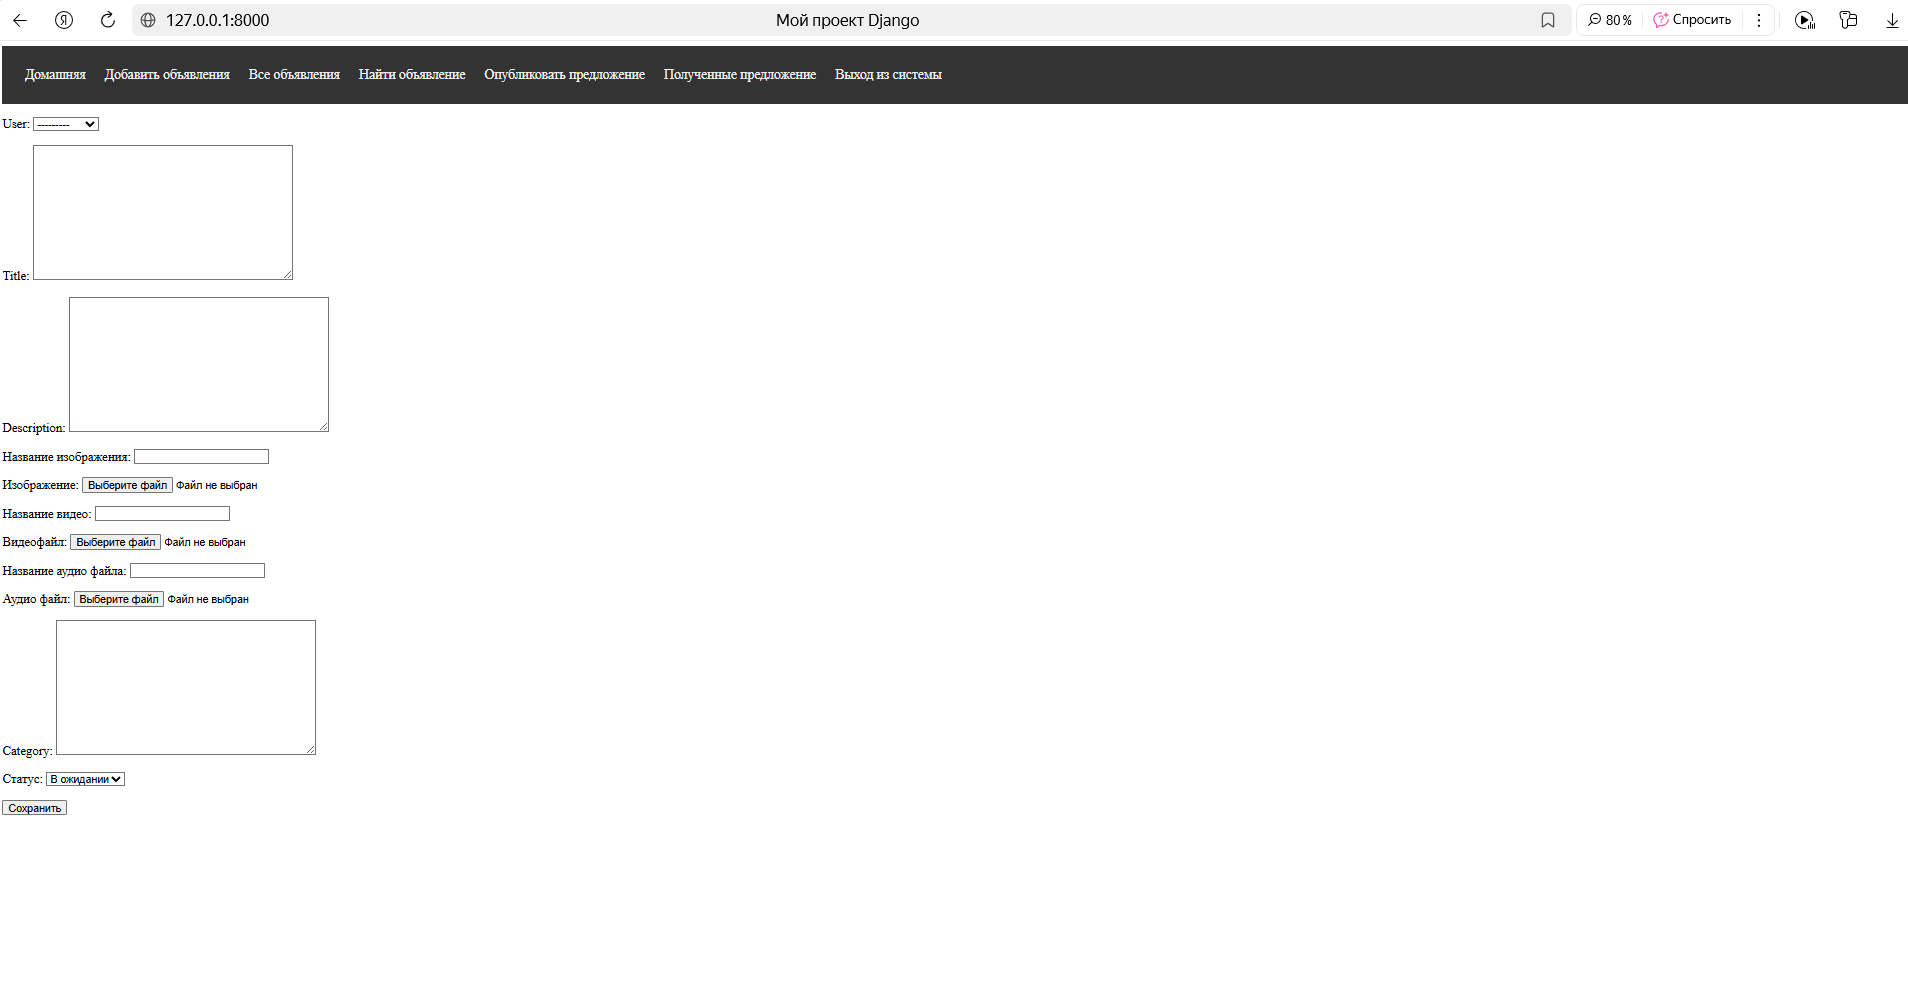 127.0.0.1:8000 Мой проект Django 80 % Спросить
Домашняя Добавить объявления Все объявления Найти объявление Опубликовать предложение Полученные предложение Выход из системы
User: ---------
Title:
Description:
Название изображения:
Изображение: Выберите файл Файл не выбран
Название видео:
Видеофайл: Выберите файл Файл не выбран
Название аудио файла:
Аудио файл: Выберите файл Файл не выбран
Category:
Статус: В ожидании
Сохранить